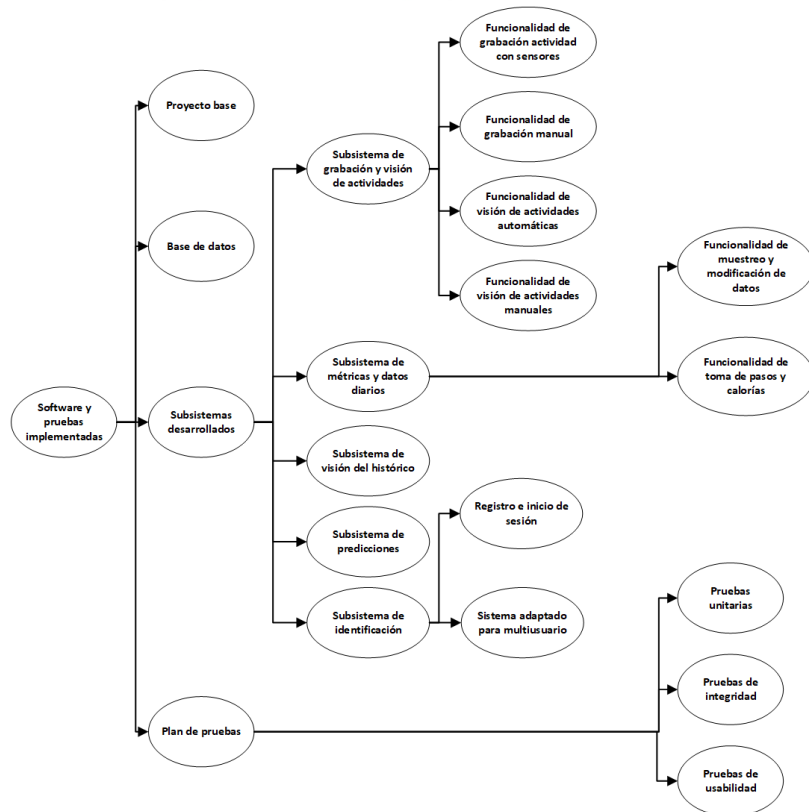 Funcionalidad de
grabación actividad
con sensores
Proyecto base
Funcionalidad de
grabación manual
Subsistema de
grabación y visión
de actividades
Funcionalidad de
visión de actividades
automáticas
Base de datos
Funcionalidad de
muestreo y
modificación de
datos
Funcionalidad de
visión de actividades
manuales
Subsistema de
métricas y datos
diarios
Funcionalidad de
toma de pasos y
calorías
Software y
pruebas
implementadas
Subsistemas
desarrollados
Subsistema de
visión del histórico
Registro e inicio de
sesión
Subsistema de
predicciones
Pruebas
unitarias
Subsistema de
identificación
Sistema adaptado
para multiusuario
Pruebas de
integridad
Plan de pruebas
Pruebas de
usabilidad